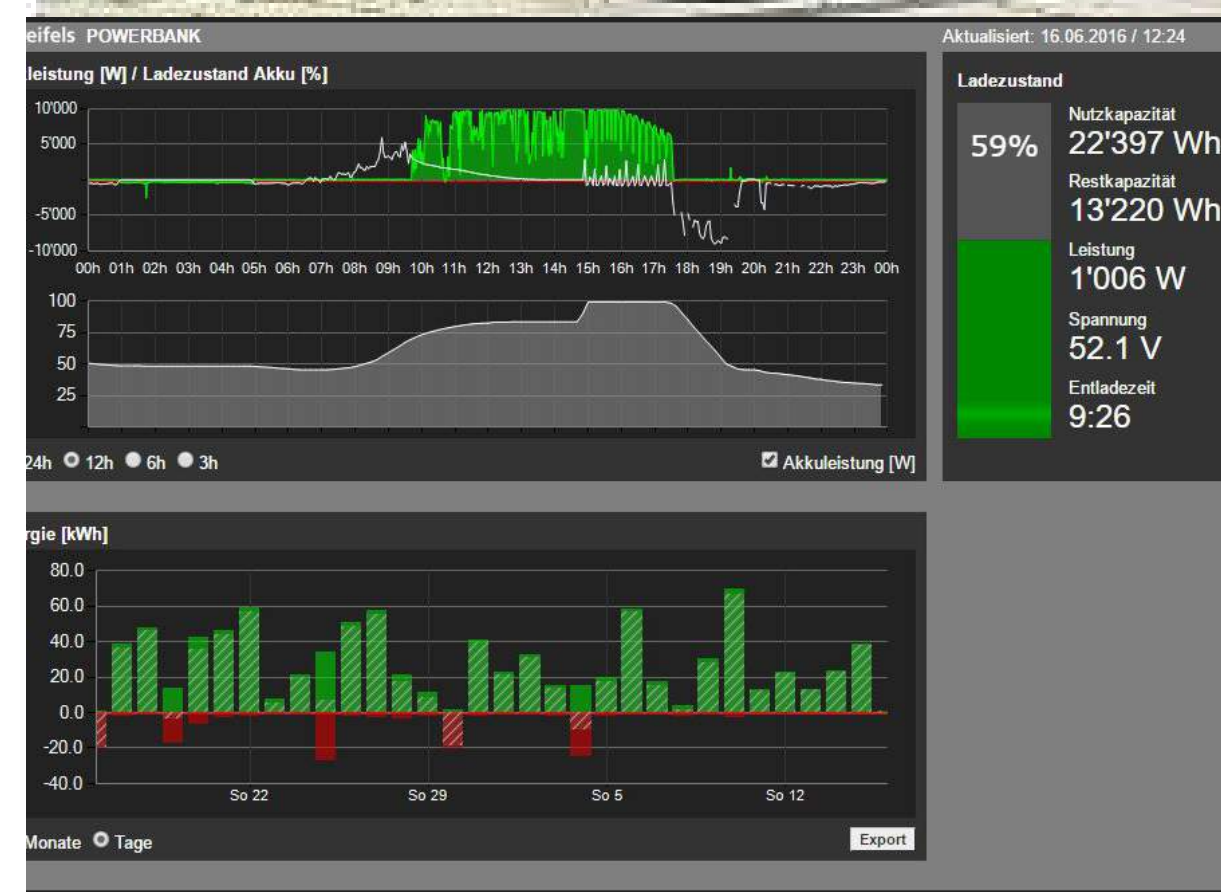 eifels POWERBANK
Aktualisiert: 16.06.2016 / 12:24
leistung [W] / Ladezustand Akku [%]
10'000
5'000
-5'000
-10'000
00h 01h 02h 03h 04h 05h 06h 07h 08h 09h 10h 11h 12h 13h 14h 15h 16h 17h 18h 19h 20h 21h 22h 23h 00h
100
75
50
25
24h 12h 6h 3h
Akkuleistung [W]
Ladezustand
59%
Nutzkapazität
22'397 Wh
Restkapazität
13'220 Wh
Leistung
1'006 W
Spannung
52.1 V
Entladezeit
9:26
rgie [kWh]
80.0
60.0
40.0
20.0
0.0
-20.0
-40.0
So 22 So 29 So 5 So 12
Monate Tage
Export